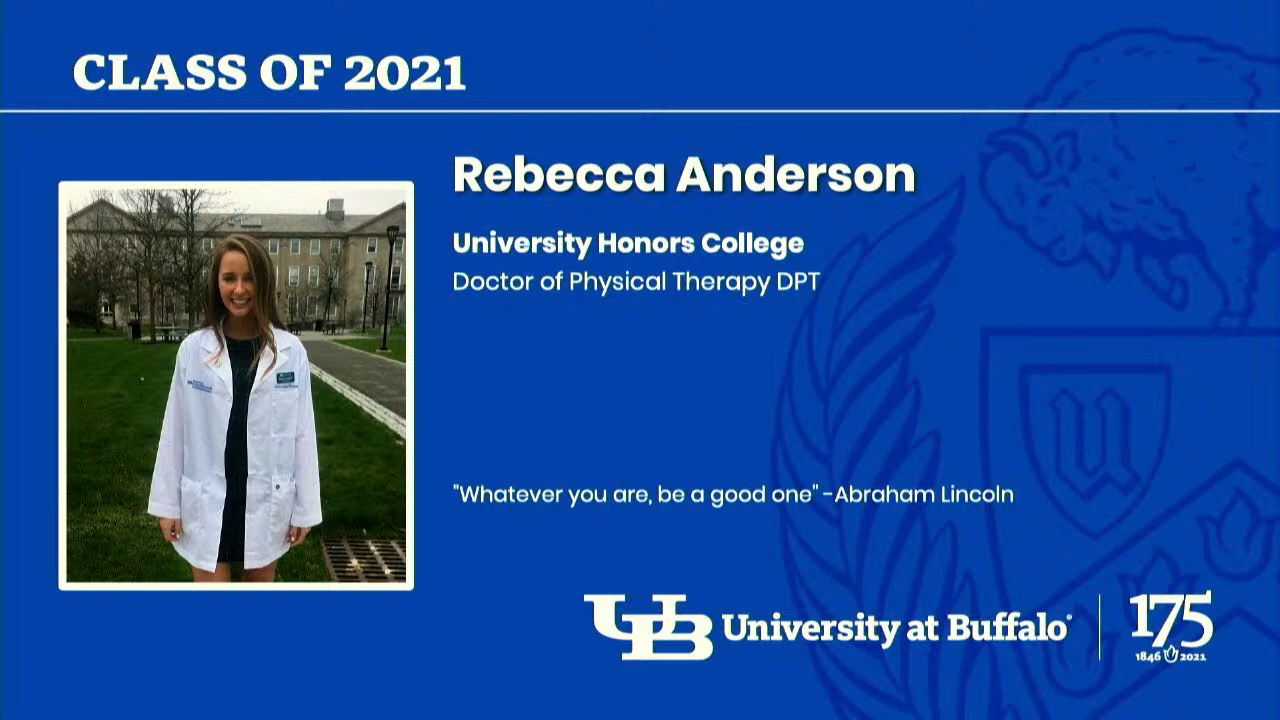 CLASS OF 2021
Rebecca Anderson
University Honors College
Doctor of Physical Therapy DPT
"Whatever you are, be a good one" -Abraham Lincoln
UB University at Buffalo
175
1846 2021